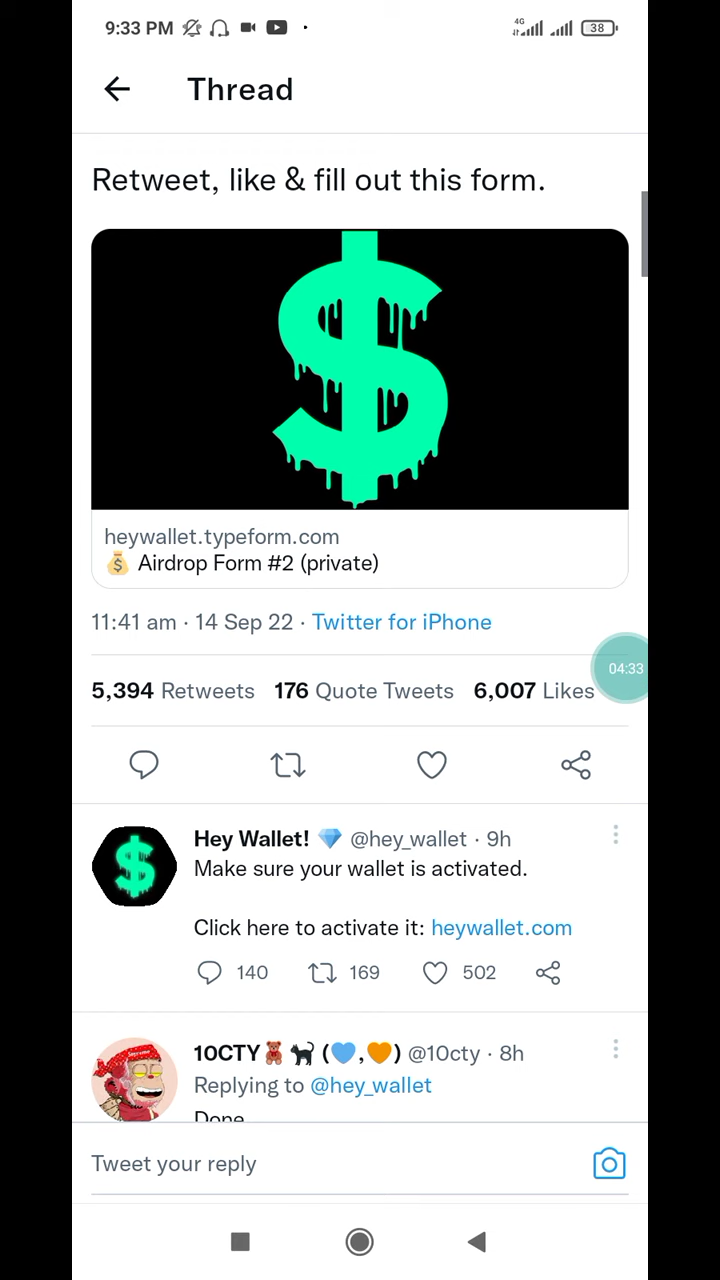 9:33 PM 4G 38
Thread
Retweet, like & fill out this form.
heywallet.typeform.com
💰 Airdrop Form #2 (private)
11:41 am · 14 Sep 22 · Twitter for iPhone
04:33
5,394 Retweets 176 Quote Tweets 6,007 Likes
Hey Wallet! 💎 @hey_wallet · 9h
Make sure your wallet is activated.
Click here to activate it: heywallet.com
140 169 502
10CTY🧸🐈‍⬛ (💙,🧡) @10cty · 8h
Replying to @hey_wallet
Done
Tweet your reply